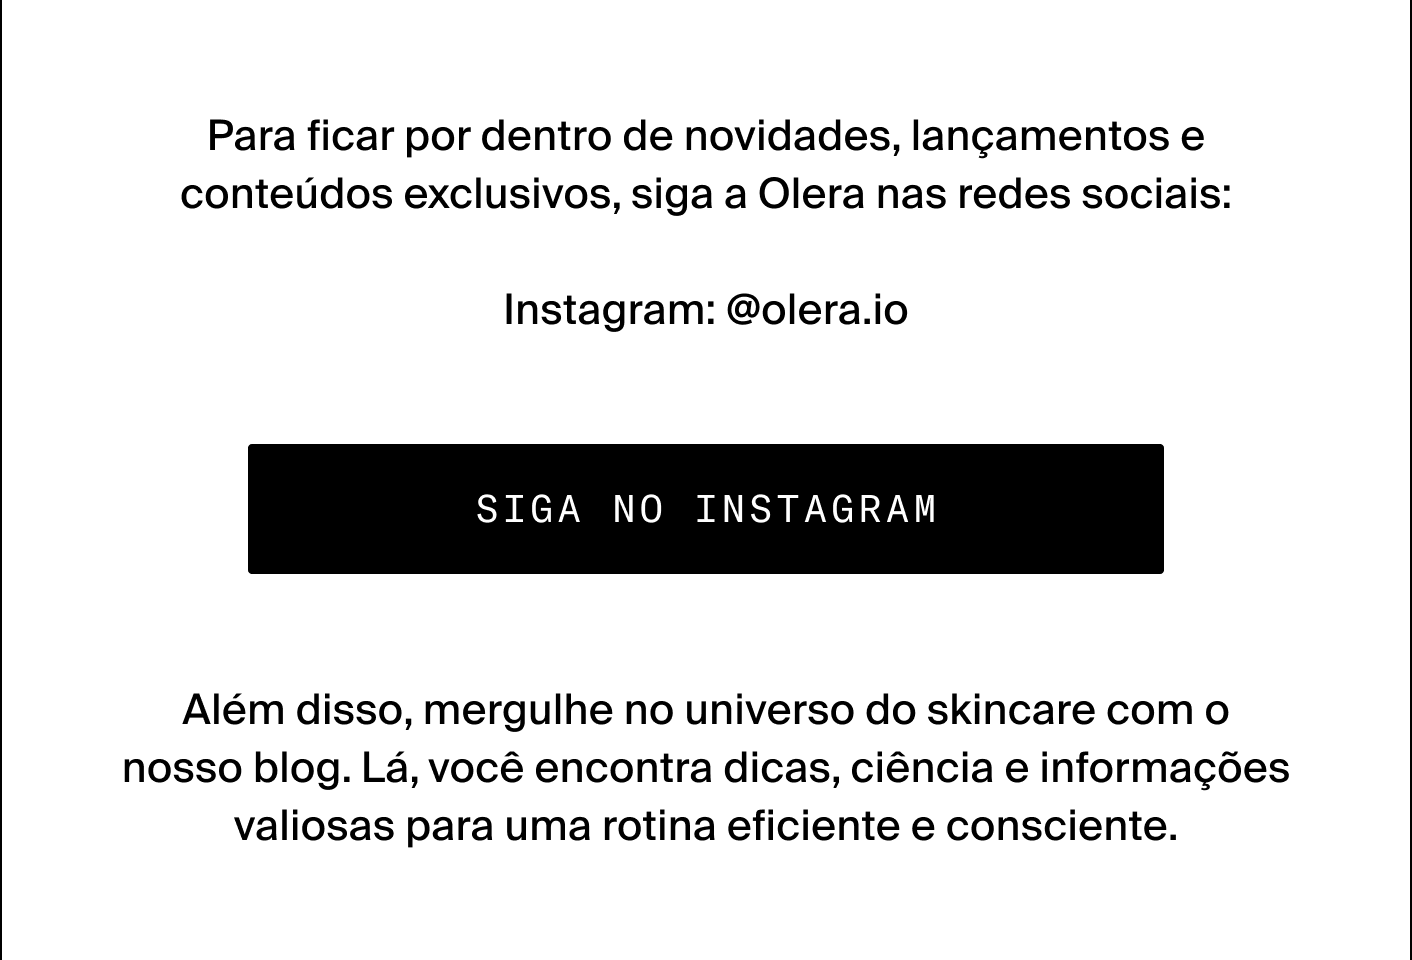 Para ficar por dentro de novidades, lançamentos e
conteúdos exclusivos, siga a Olera nas redes sociais:
Instagram: @olera.io
SIGA NO INSTAGRAM
Além disso, mergulhe no universo do skincare com o
nosso blog. Lá, você encontra dicas, ciência e informações
valiosas para uma rotina eficiente e consciente.